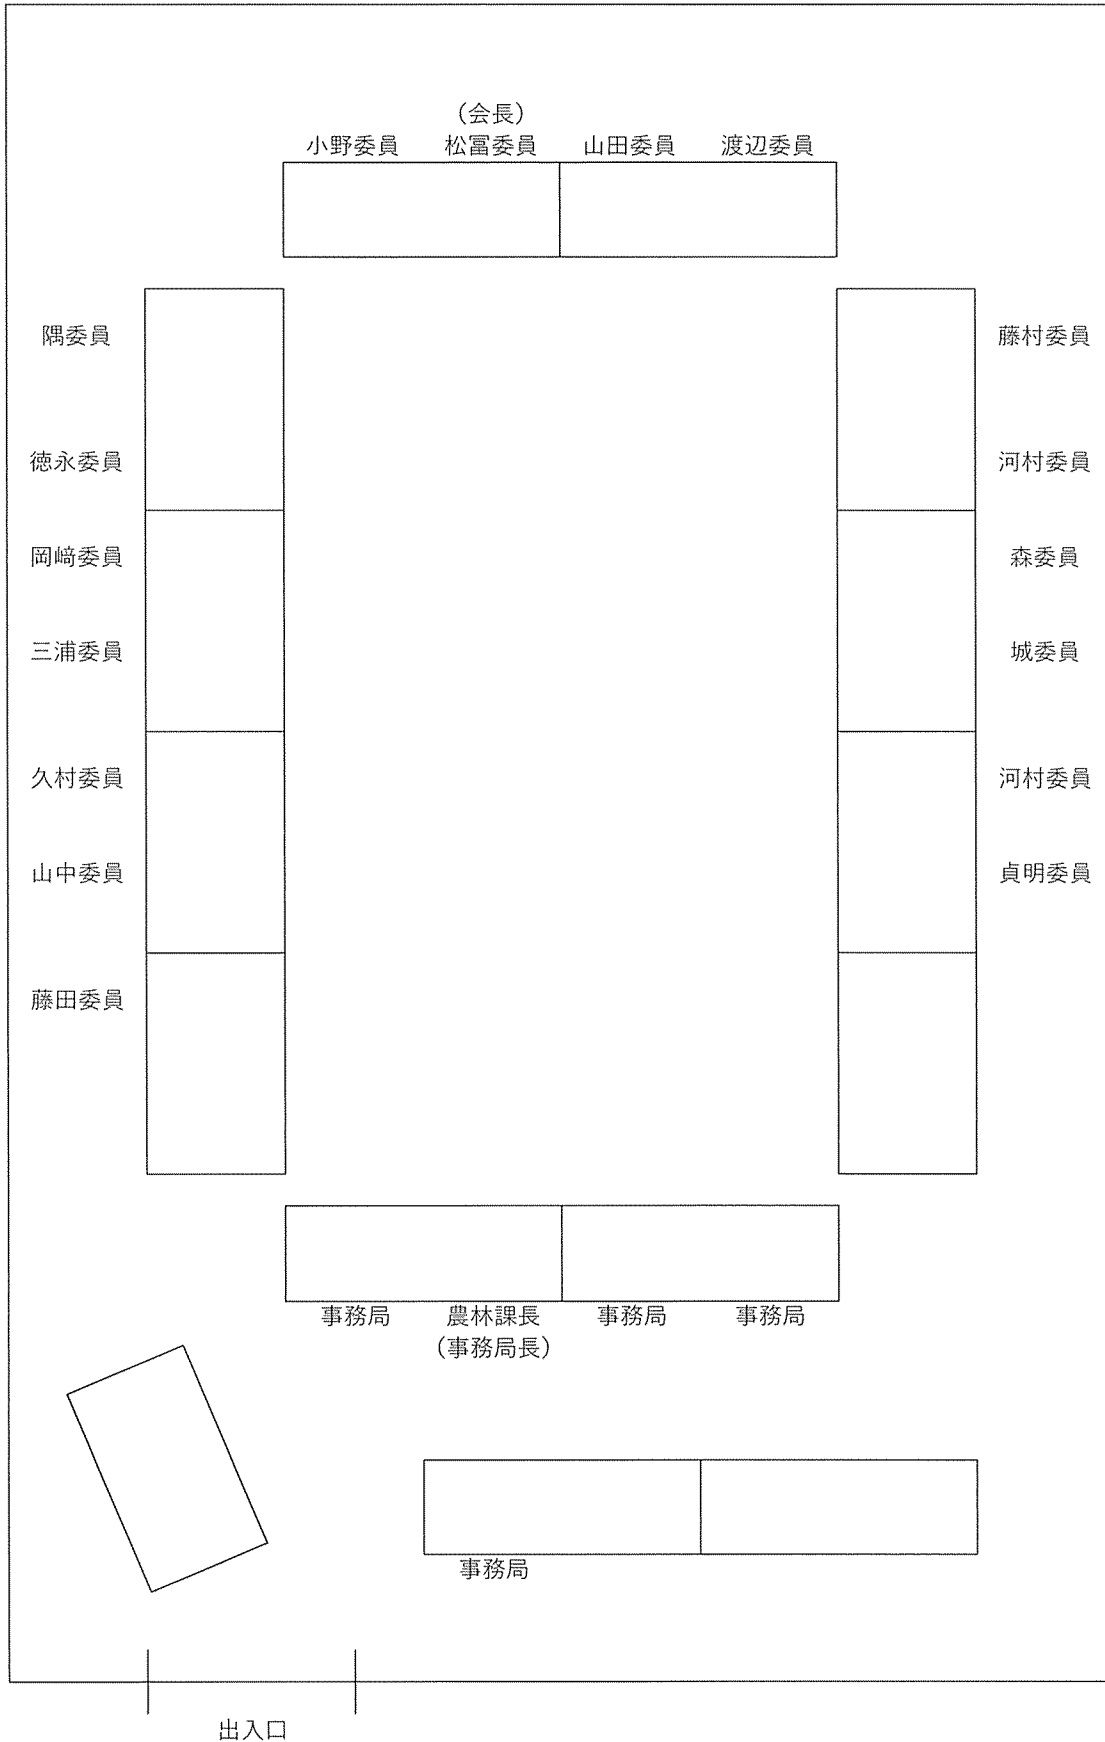 （会長）
小野委員 松冨委員 山田委員 渡辺委員
隅委員 藤村委員
徳永委員 河村委員
岡﨑委員 森委員
三浦委員 城委員
久村委員 河村委員
山中委員 貞明委員
藤田委員
事務局 農林課長 事務局 事務局
（事務局長）
事務局
出入口